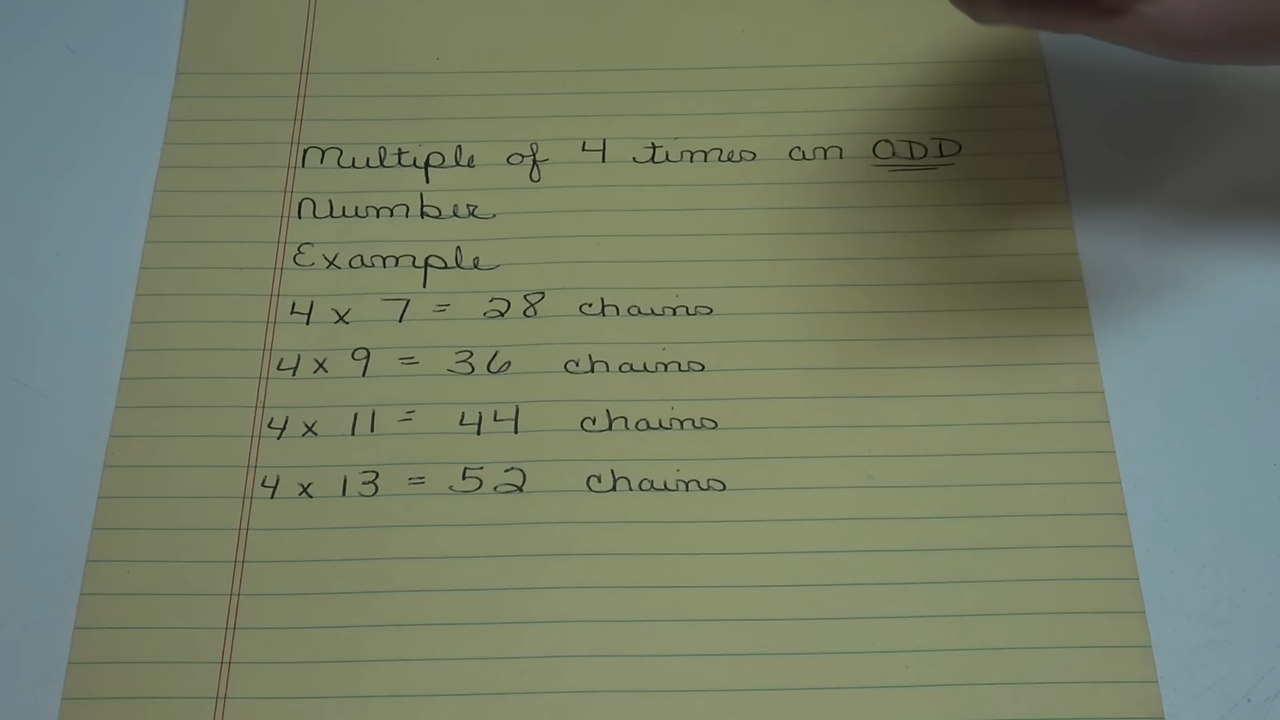 Multiple of 4 times an ODD
Number
Example
4 x 7 = 28 chains
4 x 9 = 36 chains
4 x 11 = 44 chains
4 x 13 = 52 chains